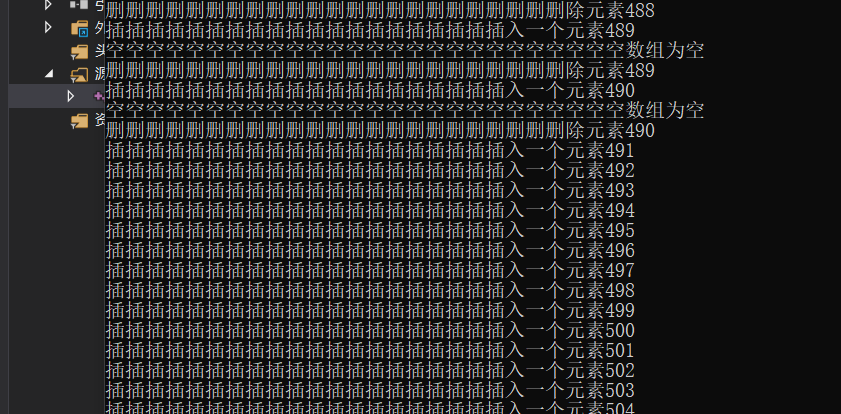 引
外
头
源
资
删删删删删删删删删删删删删删删删删删删删删删删除元素488
插插插插插插插插插插插插插插插插插插插插入一个元素489
空空空空空空空空空空空空空空空空空空空空空空空空空空数组为空
删删删删删删删删删删删删删删删删删删删删删删删除元素489
插插插插插插插插插插插插插插插插插插插插入一个元素490
空空空空空空空空空空空空空空空空空空空空空空空空空空数组为空
删删删删删删删删删删删删删删删删删删删删删删删除元素490
插插插插插插插插插插插插插插插插插插插插入一个元素491
插插插插插插插插插插插插插插插插插插插插入一个元素492
插插插插插插插插插插插插插插插插插插插插入一个元素493
插插插插插插插插插插插插插插插插插插插插入一个元素494
插插插插插插插插插插插插插插插插插插插插入一个元素495
插插插插插插插插插插插插插插插插插插插插入一个元素496
插插插插插插插插插插插插插插插插插插插插入一个元素497
插插插插插插插插插插插插插插插插插插插插入一个元素498
插插插插插插插插插插插插插插插插插插插插入一个元素499
插插插插插插插插插插插插插插插插插插插插入一个元素500
插插插插插插插插插插插插插插插插插插插插入一个元素501
插插插插插插插插插插插插插插插插插插插插入一个元素502
插插插插插插插插插插插插插插插插插插插插入一个元素503
插插插插插插插插插插插插插插插插插插插插入一个元素504